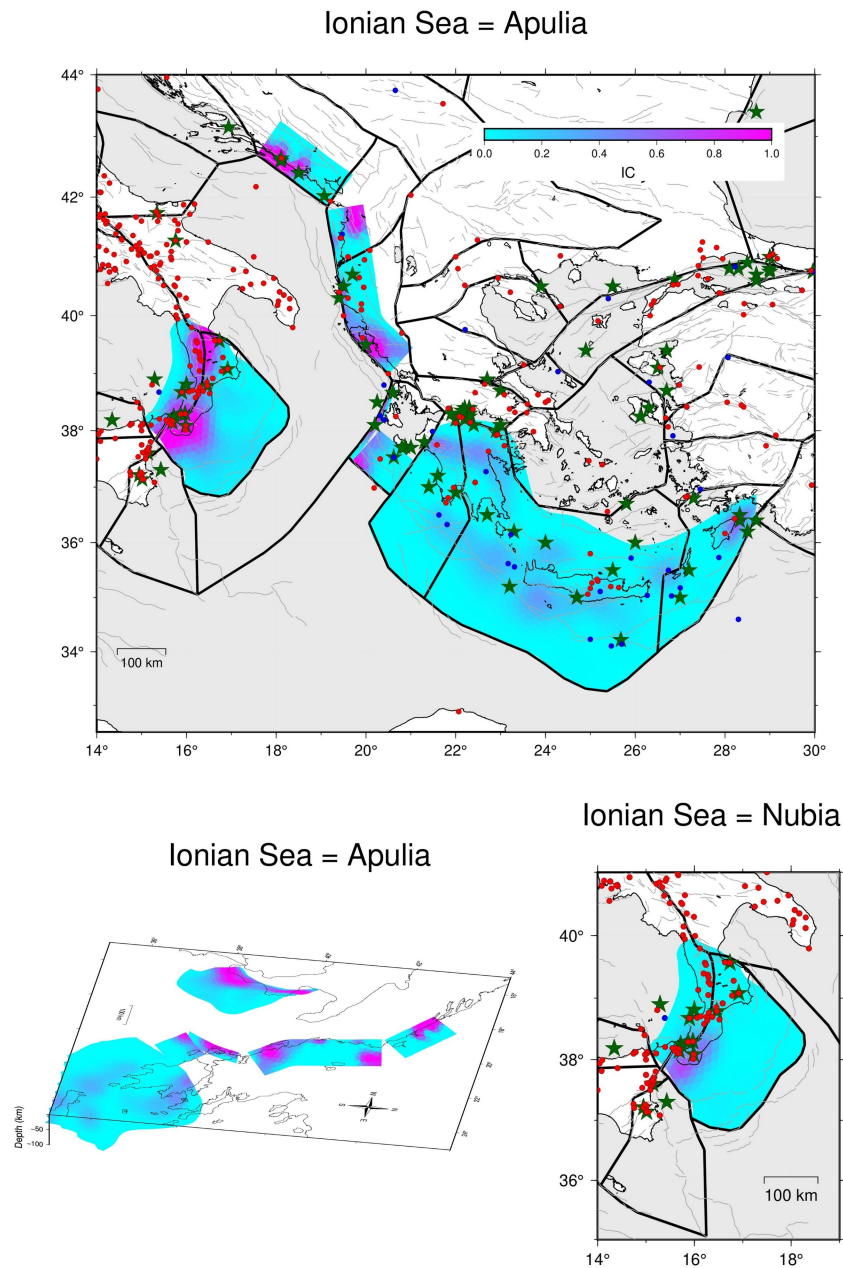 Ionian Sea = Apulia
44°
42°
40°
38°
36°
34°
0.0 0.2 0.4 0.6 0.8 1.0
IC
100 km
14° 16° 18° 20° 22° 24° 26° 28° 30°
Ionian Sea = Apulia
Depth (km)
−50
−100
N
S
E
W
Ionian Sea = Nubia
40°
38°
36°
100 km
14° 16° 18°